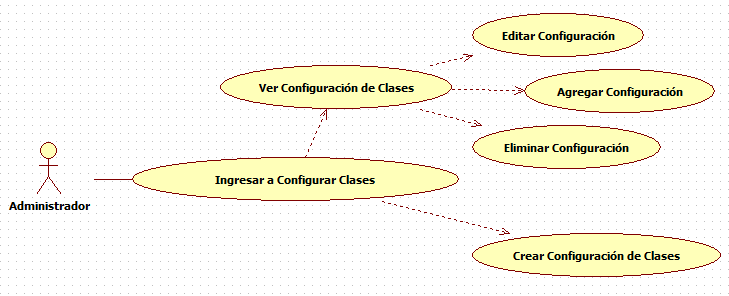 Editar Configuración
Ver Configuración de Clases
Agregar Configuración
Eliminar Configuración
Ingresar a Configurar Clases
Administrador
Crear Configuración de Clases